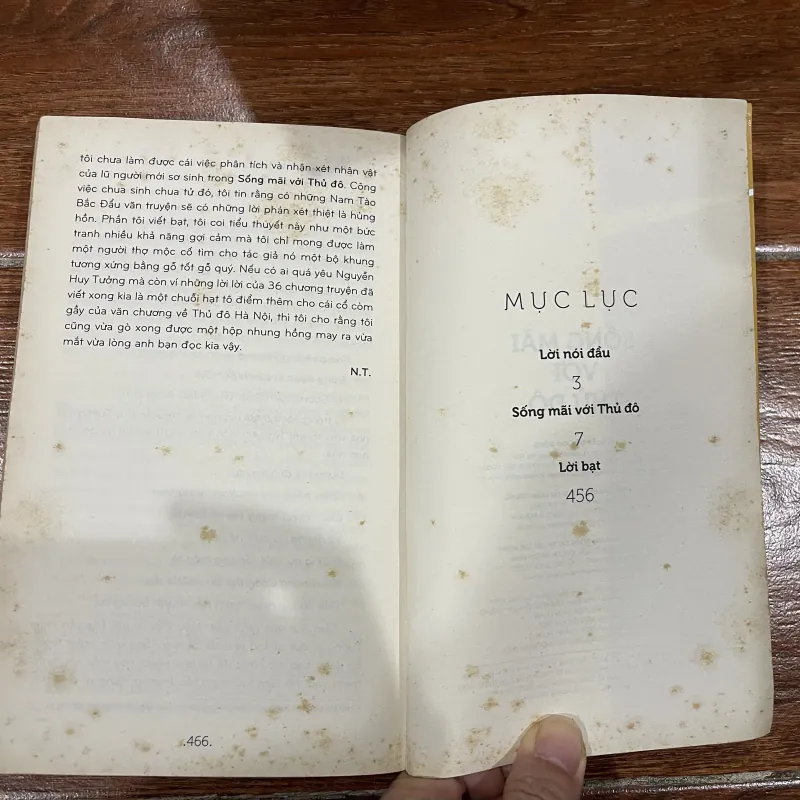 tôi chưa làm được cái việc phân tích và nhận xét nhân vật
của lũ người mới sơ sinh trong Sống mãi với Thủ đô. Công
việc chua sinh chua tử đó, tôi tin rằng có những Nam Tào
Bắc Đẩu văn truyện sẽ có những lời phán xét thiệt là hùng
hồn. Phần tôi viết bạt, tôi coi tiểu thuyết này như một bức
tranh nhiều khả năng gợi cảm mà tôi chỉ mong được làm
một người thợ mộc cố tìm cho tác giả nó một bộ khung
tương xứng bằng gỗ tốt gỗ quý. Nếu có ai quá yêu Nguyễn
Huy Tưởng mà còn ví những lời lời của 36 chương truyện đã
viết xong kia là một chuỗi hạt tô điểm thêm cho cái cổ còm
gầy của văn chương về Thủ đô Hà Nội, thì tôi cho rằng tôi
cũng vừa gò xong được một hộp nhung hồng may ra vừa
mắt vừa lòng anh bạn đọc kia vậy.
N.T.
.466.
MỤC LỤC
Lời nói đầu
3
Sống mãi với Thủ đô
7
Lời bạt
456